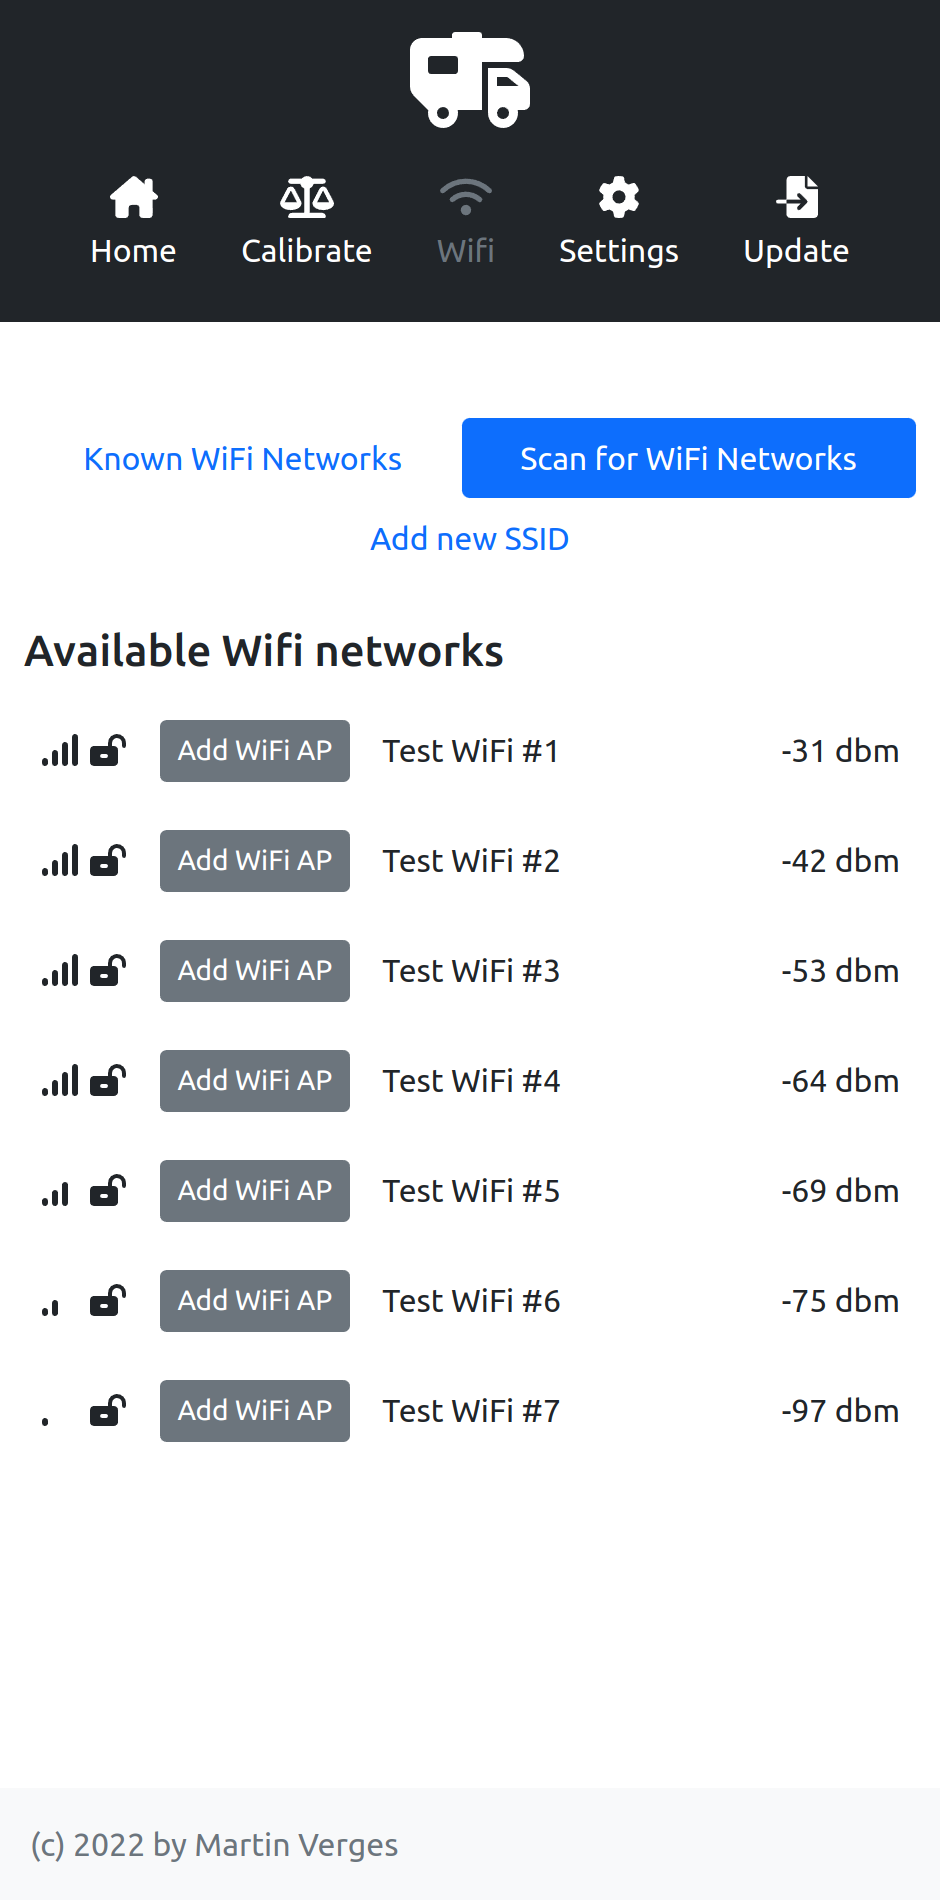 Home Calibrate Wifi Settings Update
Known WiFi Networks Scan for WiFi Networks
Add new SSID
Available Wifi networks
Add WiFi AP Test WiFi #1 -31 dbm
Add WiFi AP Test WiFi #2 -42 dbm
Add WiFi AP Test WiFi #3 -53 dbm
Add WiFi AP Test WiFi #4 -64 dbm
Add WiFi AP Test WiFi #5 -69 dbm
Add WiFi AP Test WiFi #6 -75 dbm
Add WiFi AP Test WiFi #7 -97 dbm
(c) 2022 by Martin Verges